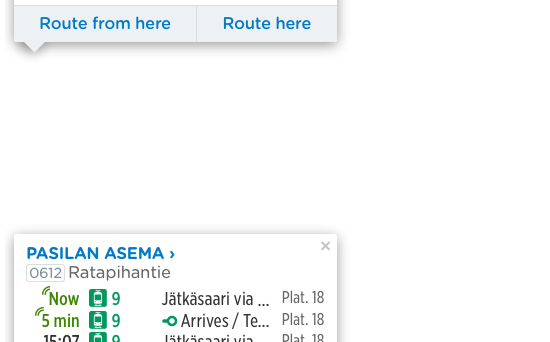 Route from here Route here
PASILAN ASEMA ›
0612 Ratapihantie
Now 9 Jätkäsaari via ... Plat. 18
5 min 9 Arrives / Te... Plat. 18
15:07 9 Jätkäsaari via Plat. 18